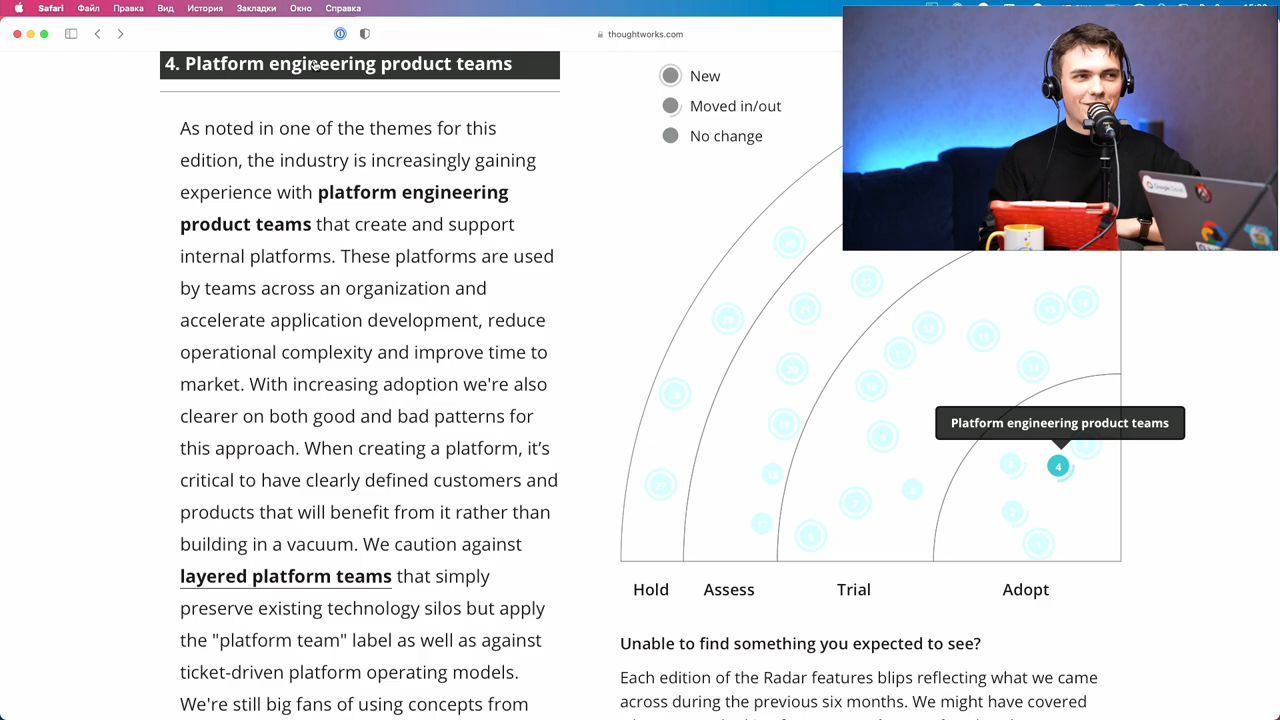 Safari Файл Правка Вид История Закладки Окно Справка
thoughtworks.com
4. Platform engineering product teams
As noted in one of the themes for this
edition, the industry is increasingly gaining
experience with platform engineering
product teams that create and support
internal platforms. These platforms are used
by teams across an organization and
accelerate application development, reduce
operational complexity and improve time to
market. With increasing adoption we're also
clearer on both good and bad patterns for
this approach. When creating a platform, it’s
critical to have clearly defined customers and
products that will benefit from it rather than
building in a vacuum. We caution against
layered platform teams that simply
preserve existing technology silos but apply
the "platform team" label as well as against
ticket-driven platform operating models.
We're still big fans of using concepts from
New
Moved in/out
No change
Google Cloud
Platform engineering product teams
4
Hold Assess Trial Adopt
Unable to find something you expected to see?
Each edition of the Radar features blips reflecting what we came
across during the previous six months. We might have covered